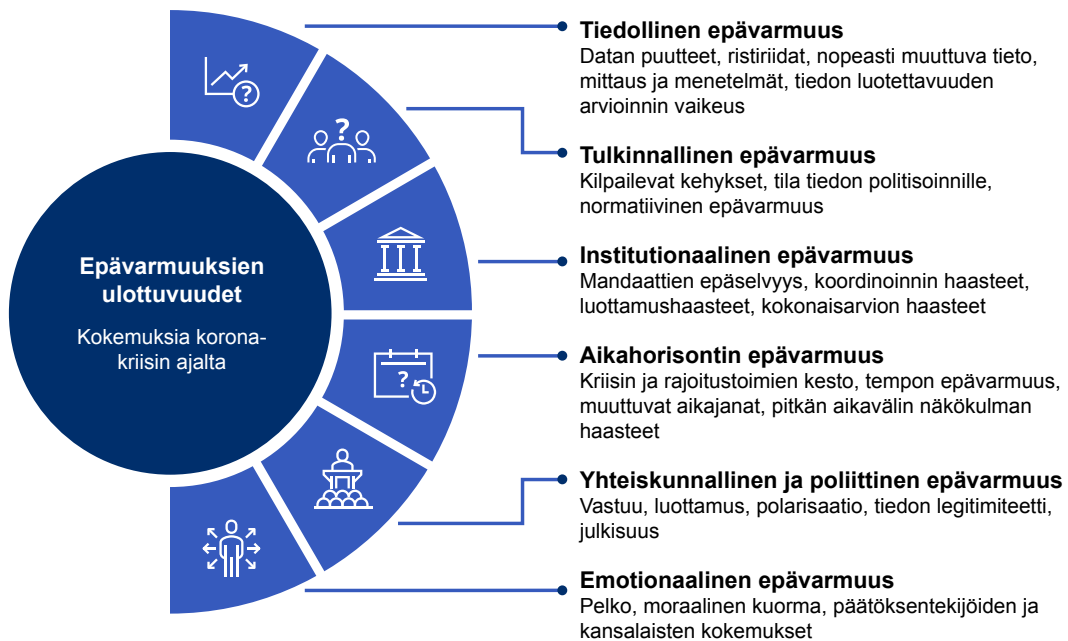 Epävarmuuksien
ulottuvuudet
Kokemuksia korona-
kriisin ajalta
?
Tiedollinen epävarmuus
Datan puutteet, ristiriidat, nopeasti muuttuva tieto,
mittaus ja menetelmät, tiedon luotettavuuden
arvioinnin vaikeus
?
Tulkinnallinen epävarmuus
Kilpailevat kehykset, tila tiedon politisoinnille,
normatiivinen epävarmuus
Institutionaalinen epävarmuus
Mandaattien epäselvyys, koordinoinnin haasteet,
luottamushaasteet, kokonaisarvion haasteet
?
Aikahorisontin epävarmuus
Kriisin ja rajoitustoimien kesto, tempon epävarmuus,
muuttuvat aikajanat, pitkän aikavälin näkökulman
haasteet
Yhteiskunnallinen ja poliittinen epävarmuus
Vastuu, luottamus, polarisaatio, tiedon legitimiteetti,
julkisuus
Emotionaalinen epävarmuus
Pelko, moraalinen kuorma, päätöksentekijöiden ja
kansalaisten kokemukset